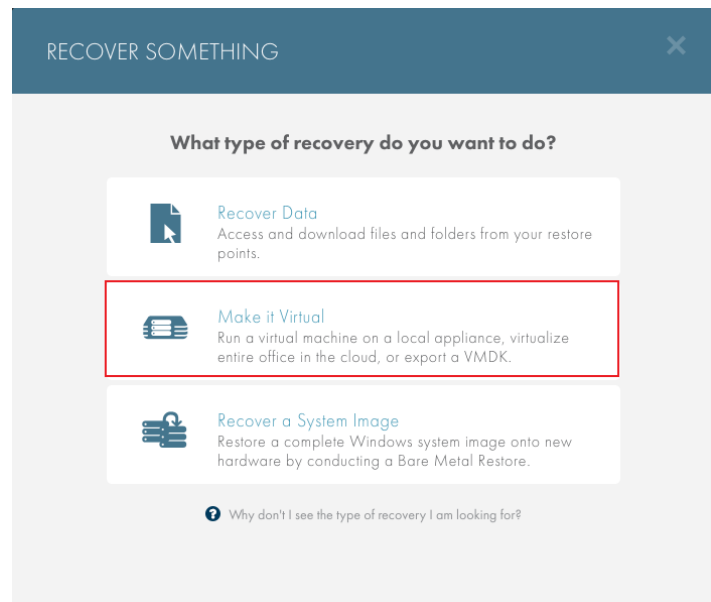 RECOVER SOMETHING
What type of recovery do you want to do?
Recover Data
Access and download files and folders from your restore
points.
Make it Virtual
Run a virtual machine on a local appliance, virtualize
entire office in the cloud, or export a VMDK.
Recover a System Image
Restore a complete Windows system image onto new
hardware by conducting a Bare Metal Restore.
? Why don't I see the type of recovery I am looking for?